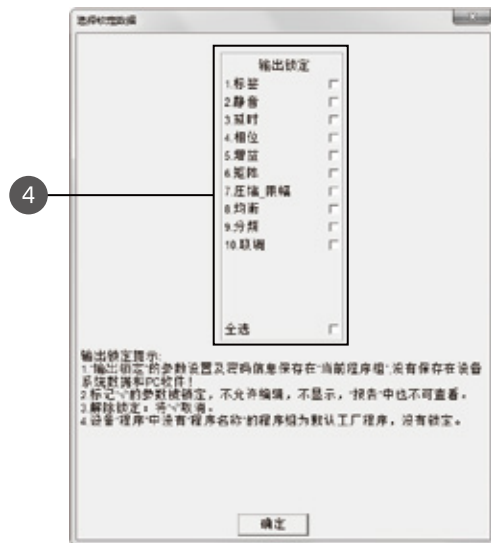 选择锁定数据
输出锁定
1.标签
2.静音
3.延时
4.相位
5.增益
6.矩阵
7.压缩_限幅
8.均衡
9.分频
10.联调
全选
4
输出锁定提示:
1."输出锁定"的参数设置及密码信息保存在"当前程序组",没有保存在设备
系统数据和PC软件!
2.标记"√"的参数被锁定，不允许编辑，不显示，"报告"中也不可查看。
3.解除锁定：将"√"取消。
4.设备"程序"中没有"程序名称"的程序组为默认工厂程序，没有锁定。
确定